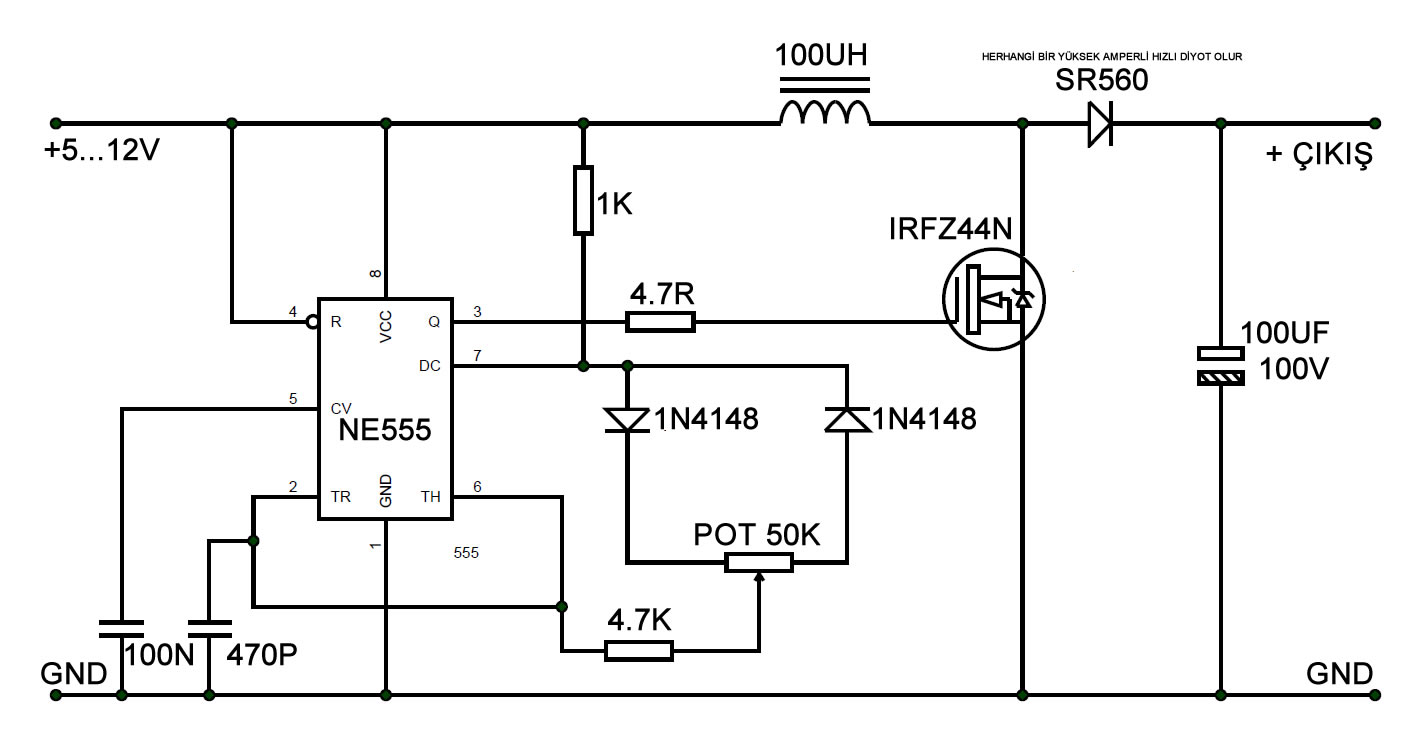 100UH
HERHANGİ BİR YÜKSEK AMPERLİ HIZLI DİYOT OLUR
SR560
+5...12V
+ ÇIKIŞ
1K
IRFZ44N
8
4.7R
4
R
VCC
Q
3
100UF
100V
DC
7
5
CV
NE555
1N4148
1N4148
2
TR
GND
TH
6
1
555
POT 50K
4.7K
100N
470P
GND
GND